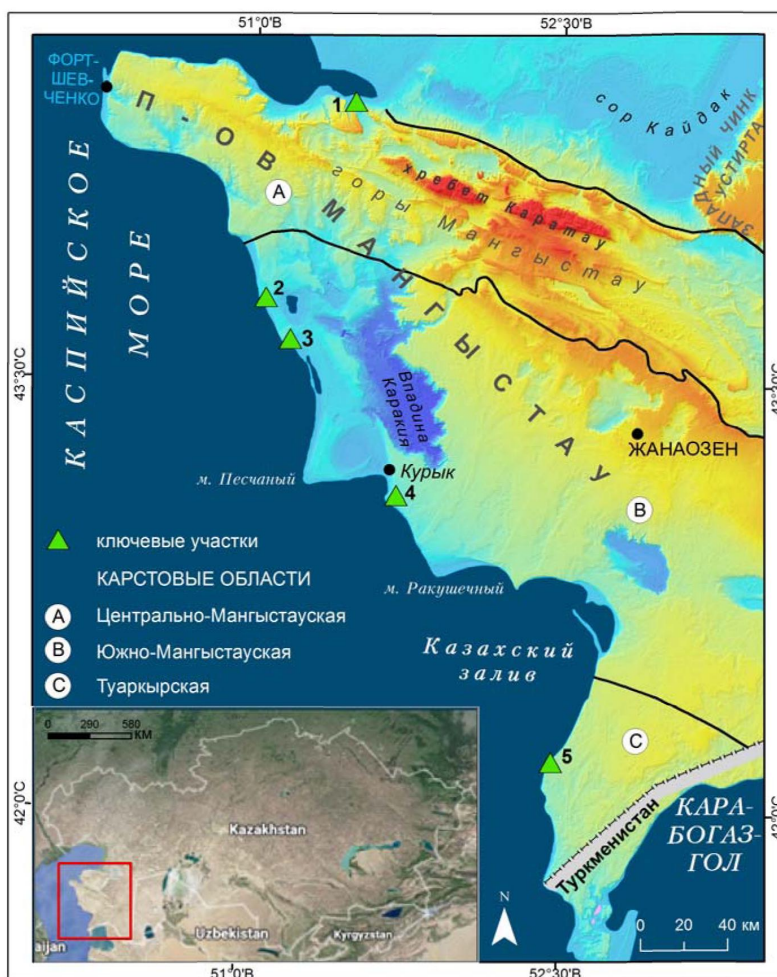 51°0'В
52°30'В
ФОРТ-
ШЕВ-
ЧЕНКО
1
сор Кайдак
ЗАПАДНЫЙ ЧИНК
УСТЮРТА
П-ОВ МАНГЫСТАУ
хребет Каратау
горы Мангыстау
А
КАСПИЙСКОЕ
МОРЕ
2
3
43°30'С
43°30'С
Впадина
Каракия
ЖАНАОЗЕН
Курык
м. Песчаный
4
В
ключевые участки
КАРСТОВЫЕ ОБЛАСТИ
А Центрально-Мангыстауская
В Южно-Мангыстауская
С Туаркырская
м. Ракушечный
Казахский
залив
С
5
0 290 580
КМ
Kazakhstan
Uzbekistan
Kyrgyzstan
aijan
42°0'С
42°0'С
Туркменистан
КАРА-
БОГАЗ-
ГОЛ
N
0 20 40 км
51°0'В
52°30'В